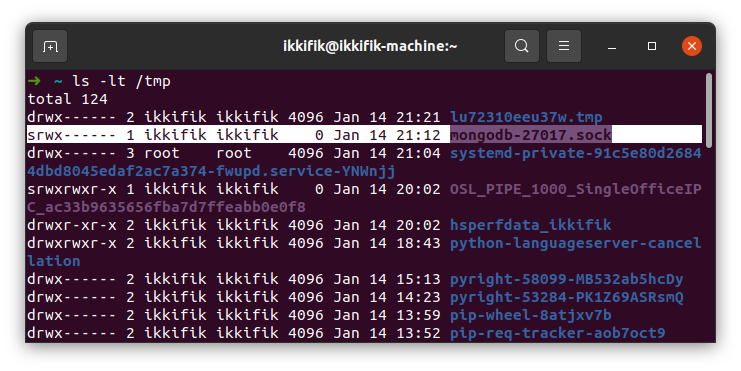 ikkifik@ikkifik-machine:~
➜ ~ ls -lt /tmp
total 124
drwx------ 2 ikkifik ikkifik 4096 Jan 14 21:21 lu72310eeu37w.tmp
srwx------ 1 ikkifik ikkifik    0 Jan 14 21:12 mongodb-27017.sock
drwx------ 3 root    root    4096 Jan 14 21:04 systemd-private-91c5e80d2684
4dbd8045edaf2ac7a374-fwupd.service-YNWnjj
srwxrwxr-x 1 ikkifik ikkifik    0 Jan 14 20:02 OSL_PIPE_1000_SingleOfficeIP
C_ac33b9635656fba7d7ffeabb0e0f8
drwxr-xr-x 2 ikkifik ikkifik 4096 Jan 14 20:02 hsperfdata_ikkifik
drwxrwxr-x 2 ikkifik ikkifik 4096 Jan 14 18:43 python-languageserver-cancel
lation
drwx------ 2 ikkifik ikkifik 4096 Jan 14 15:13 pyright-58099-MB532ab5hcDy
drwx------ 2 ikkifik ikkifik 4096 Jan 14 14:23 pyright-53284-PK1Z69ASRsmQ
drwx------ 2 ikkifik ikkifik 4096 Jan 14 13:59 pip-wheel-8atjxv7b
drwx------ 2 ikkifik ikkifik 4096 Jan 14 13:52 pip-req-tracker-aob7oct9